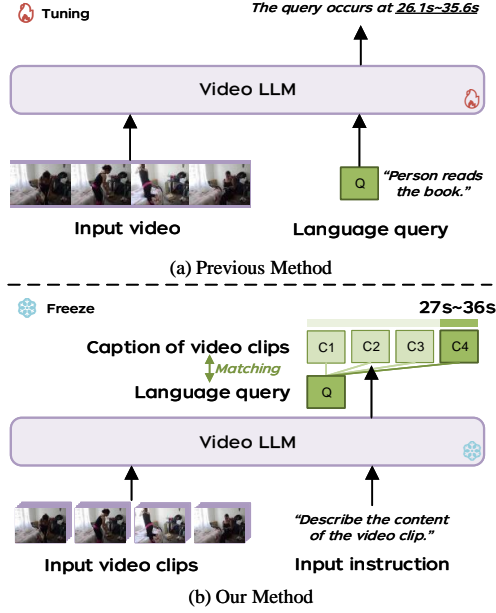 Tuning
The query occurs at 26.1s~35.6s
Video LLM
Q
"Person reads
the book."
Input video
Language query
(a) Previous Method
Freeze
27s~36s
Caption of video clips
C1 C2 C3 C4
Matching
Language query
Q
Video LLM
"Describe the content
of the video clip."
Input video clips
Input instruction
(b) Our Method